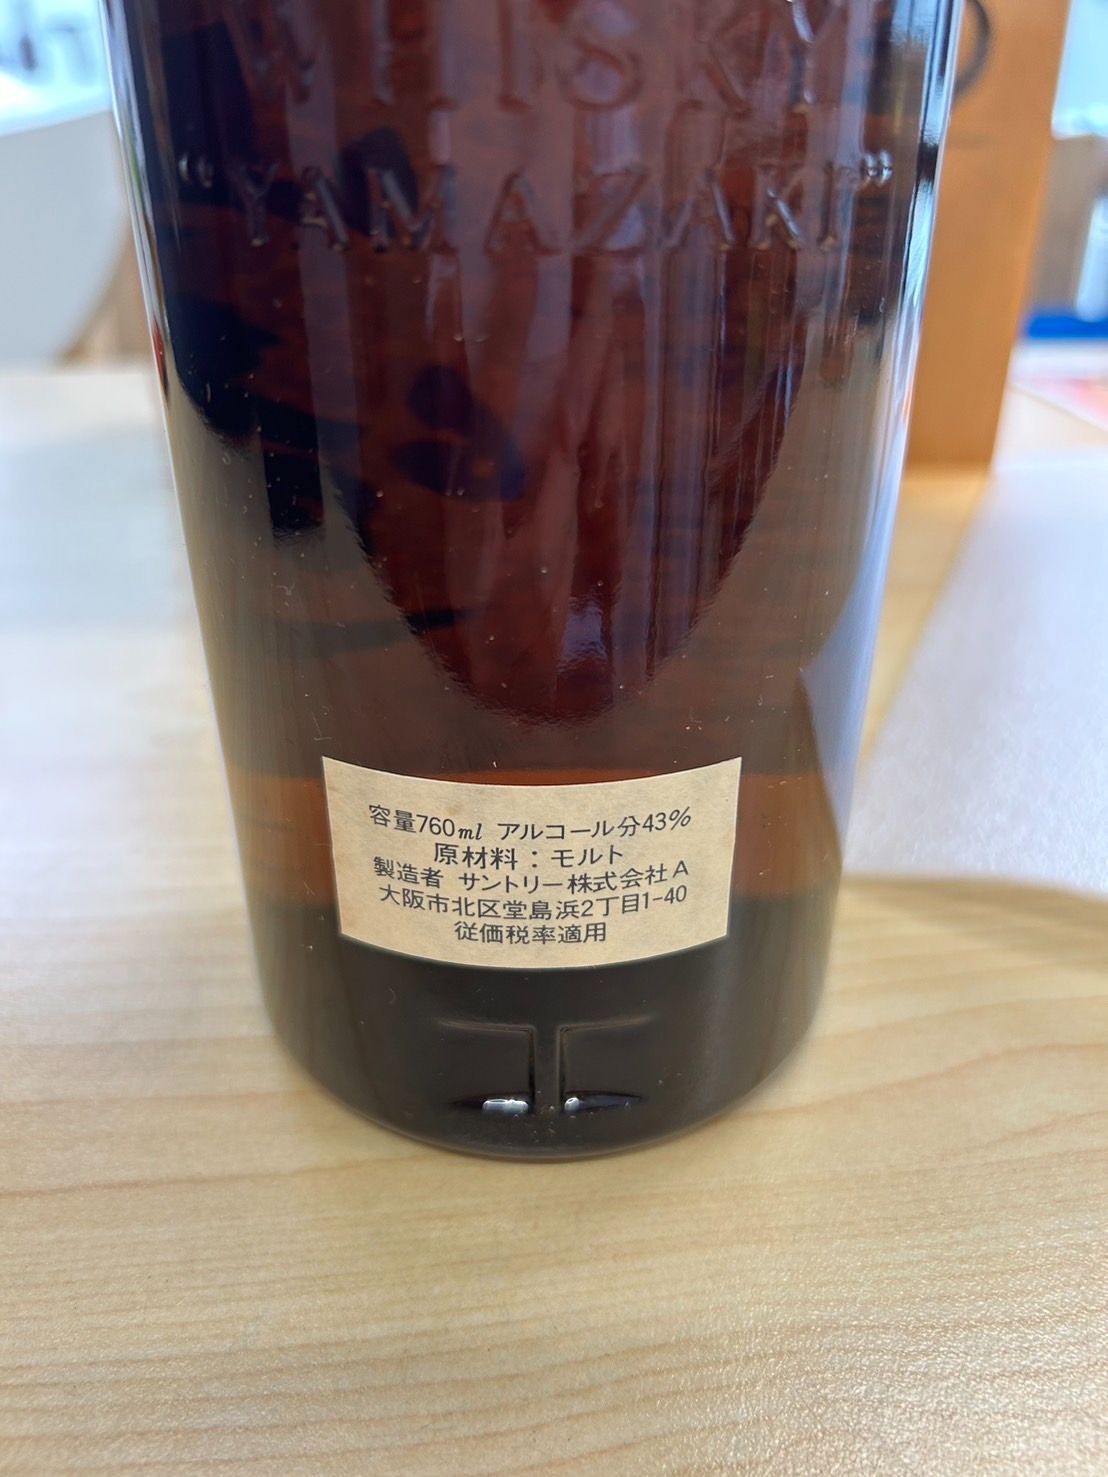 WHISKY
"YAMAZAKI"
容量760ml アルコール分43%
原材料：モルト
製造者 サントリー株式会社A
大阪市北区堂島浜2丁目1-40
従価税率適用